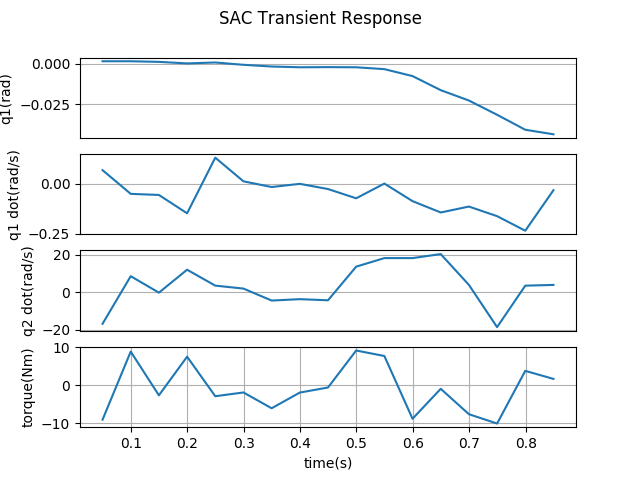 SAC Transient Response
q1(rad)
0.000
−0.025
q1 dot(rad/s)
0.00
−0.25
q2 dot(rad/s)
20
0
−20
torque(Nm)
10
0
−10
0.1 0.2 0.3 0.4 0.5 0.6 0.7 0.8
time(s)